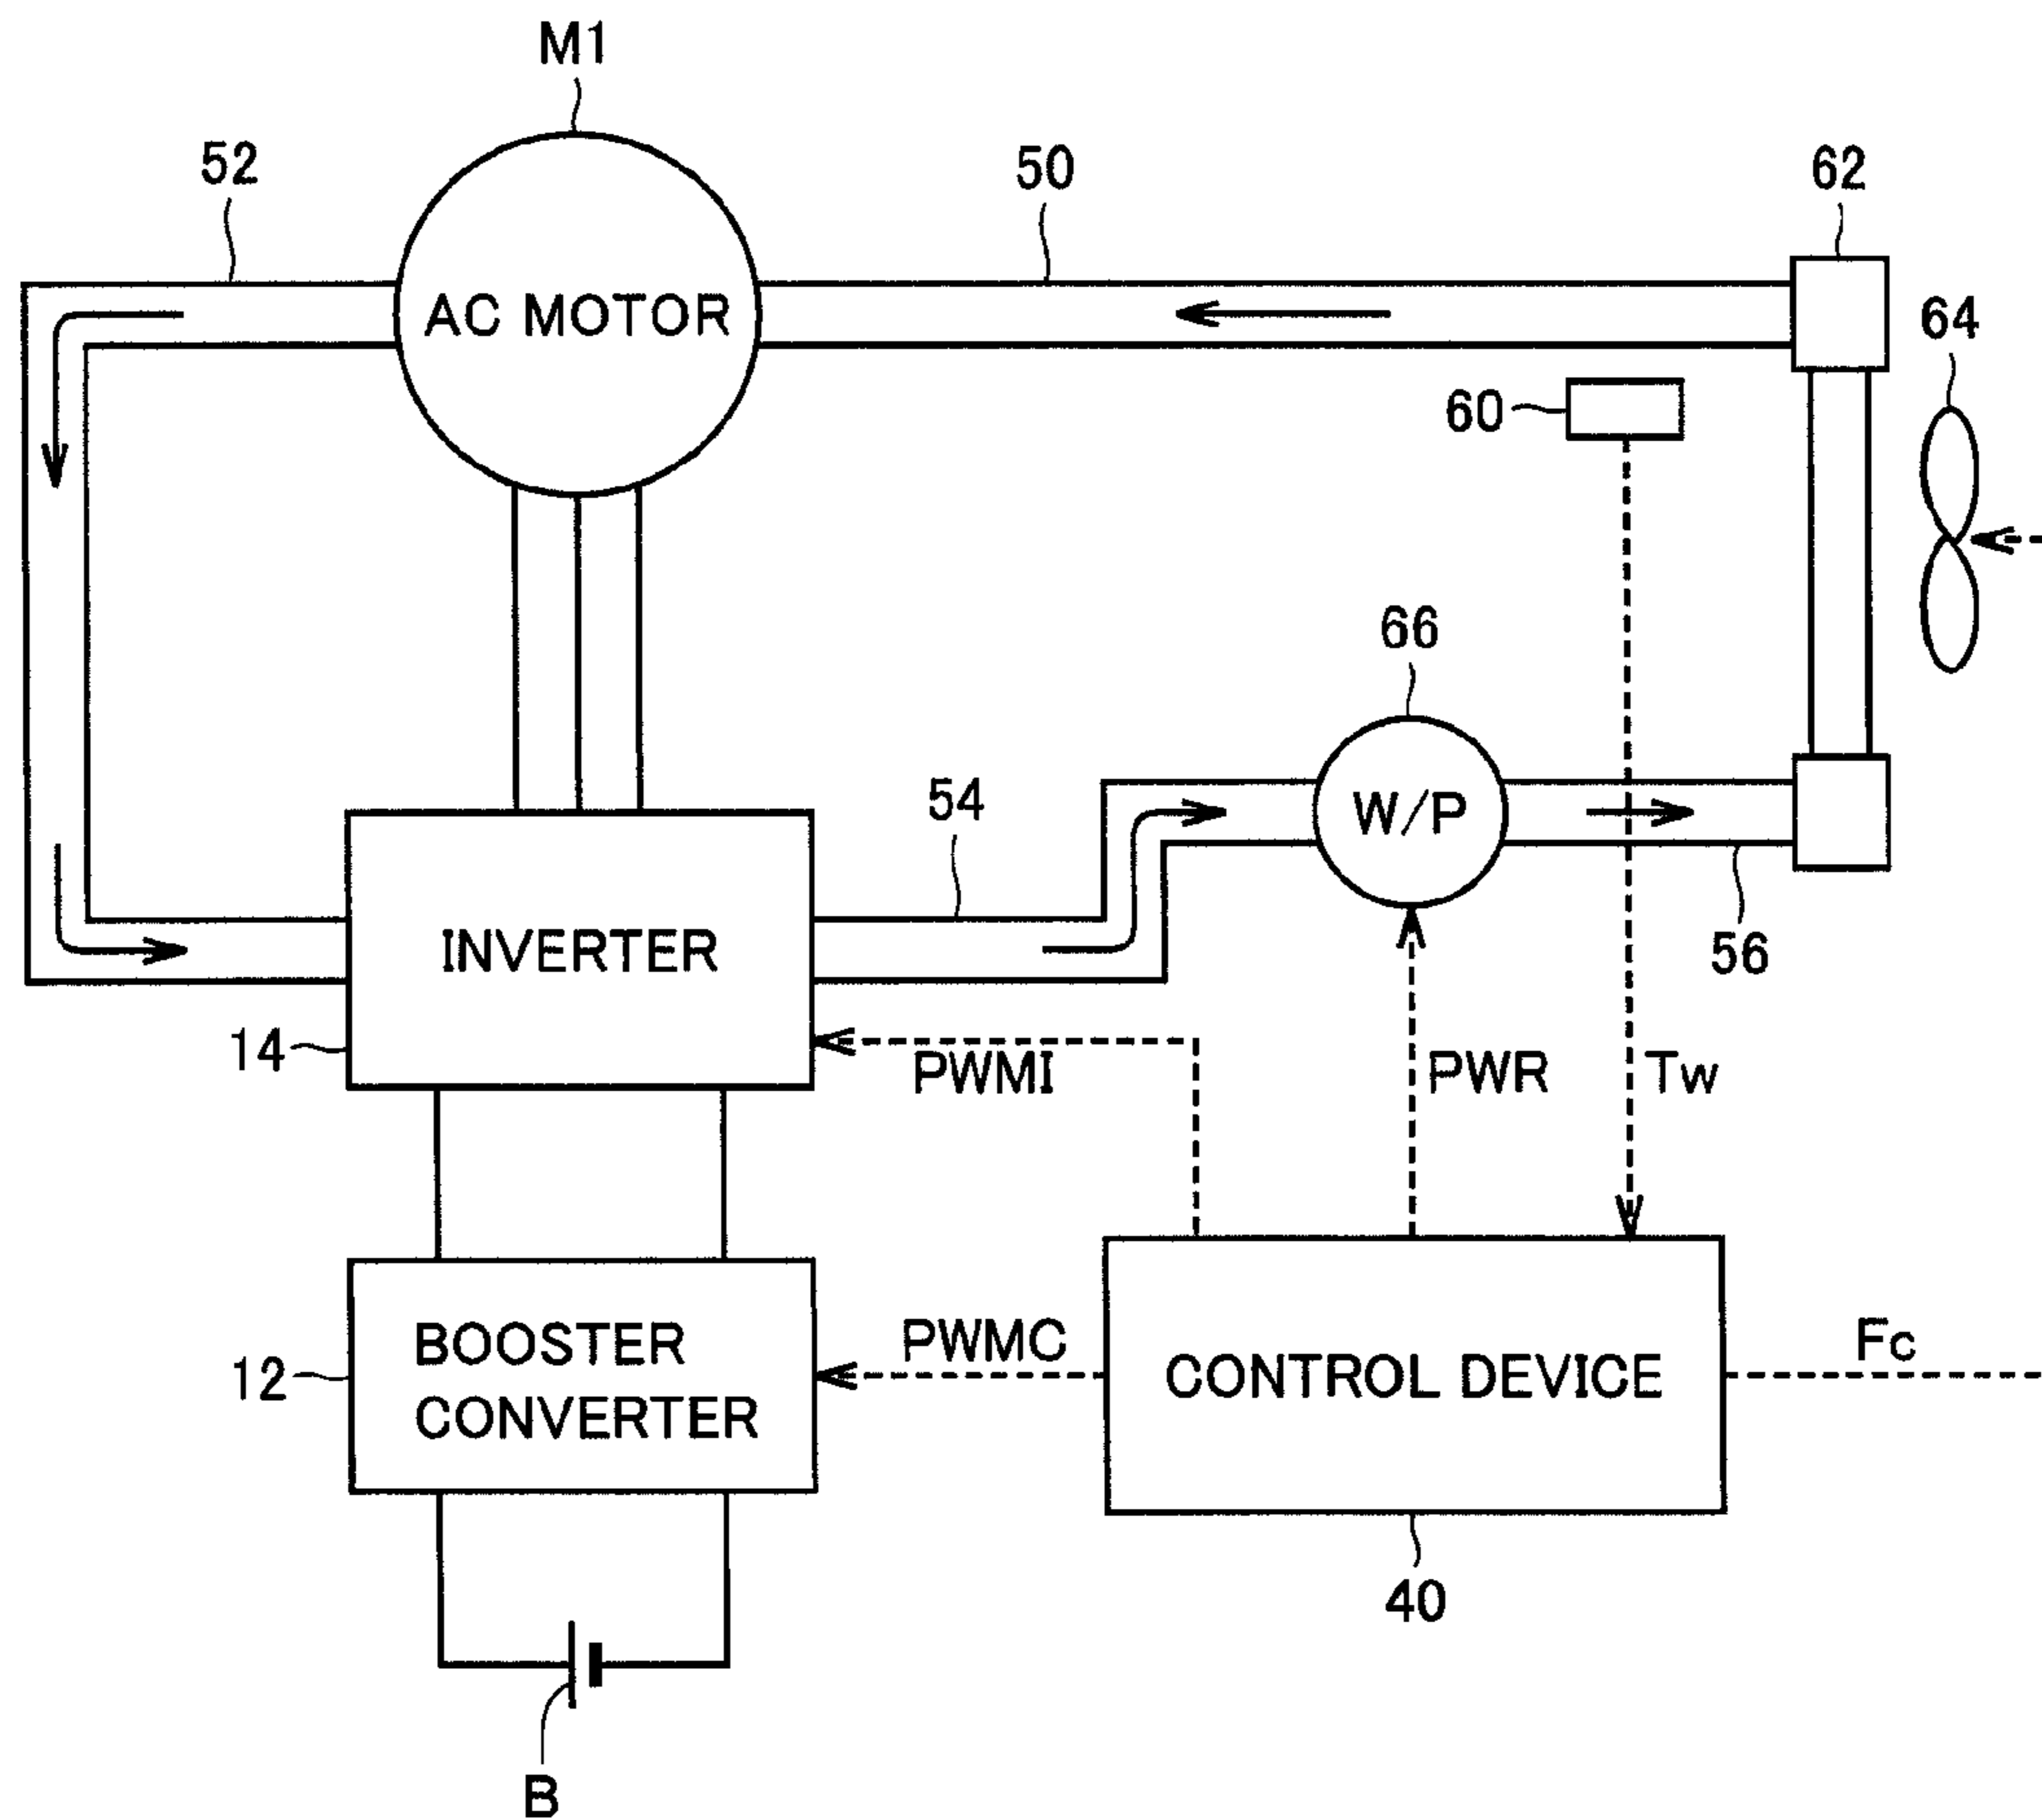 M1
52
50
62
AC MOTOR
64
60
66
54
W/P
INVERTER
56
14
PWMI
PWR
Tw
BOOSTER
CONVERTER
12
PWMC
CONTROL DEVICE
Fc
40
B